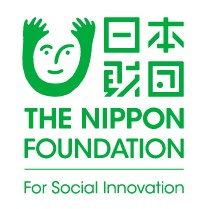 日本
財団
THE NIPPON
FOUNDATION
For Social Innovation